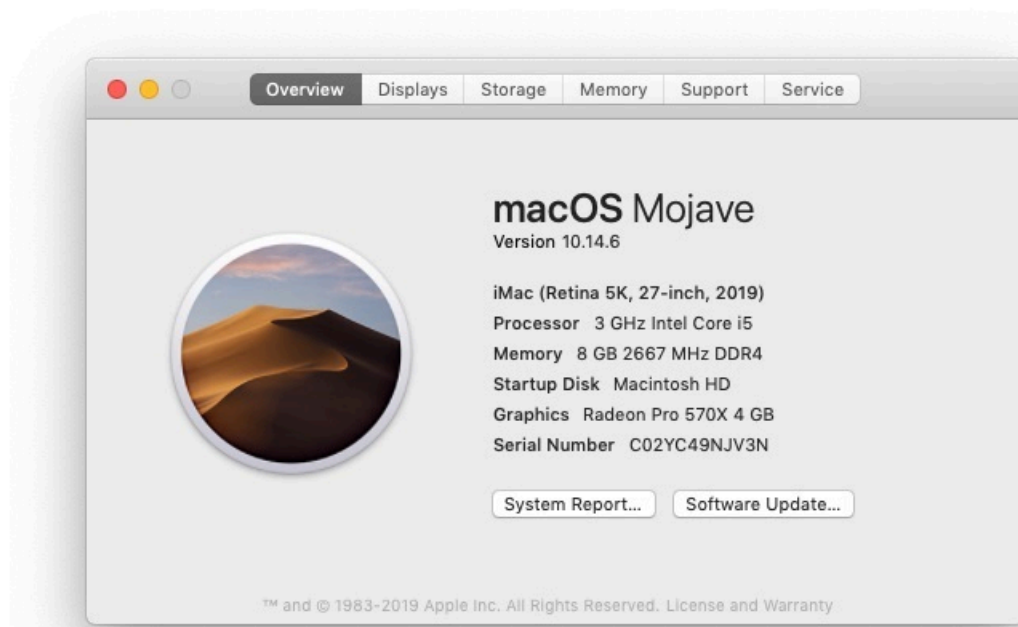 Overview Displays Storage Memory Support Service
macOS Mojave
Version 10.14.6
iMac (Retina 5K, 27-inch, 2019)
Processor 3 GHz Intel Core i5
Memory 8 GB 2667 MHz DDR4
Startup Disk Macintosh HD
Graphics Radeon Pro 570X 4 GB
Serial Number C02YC49NJV3N
System Report... Software Update...
™ and © 1983-2019 Apple Inc. All Rights Reserved. License and Warranty